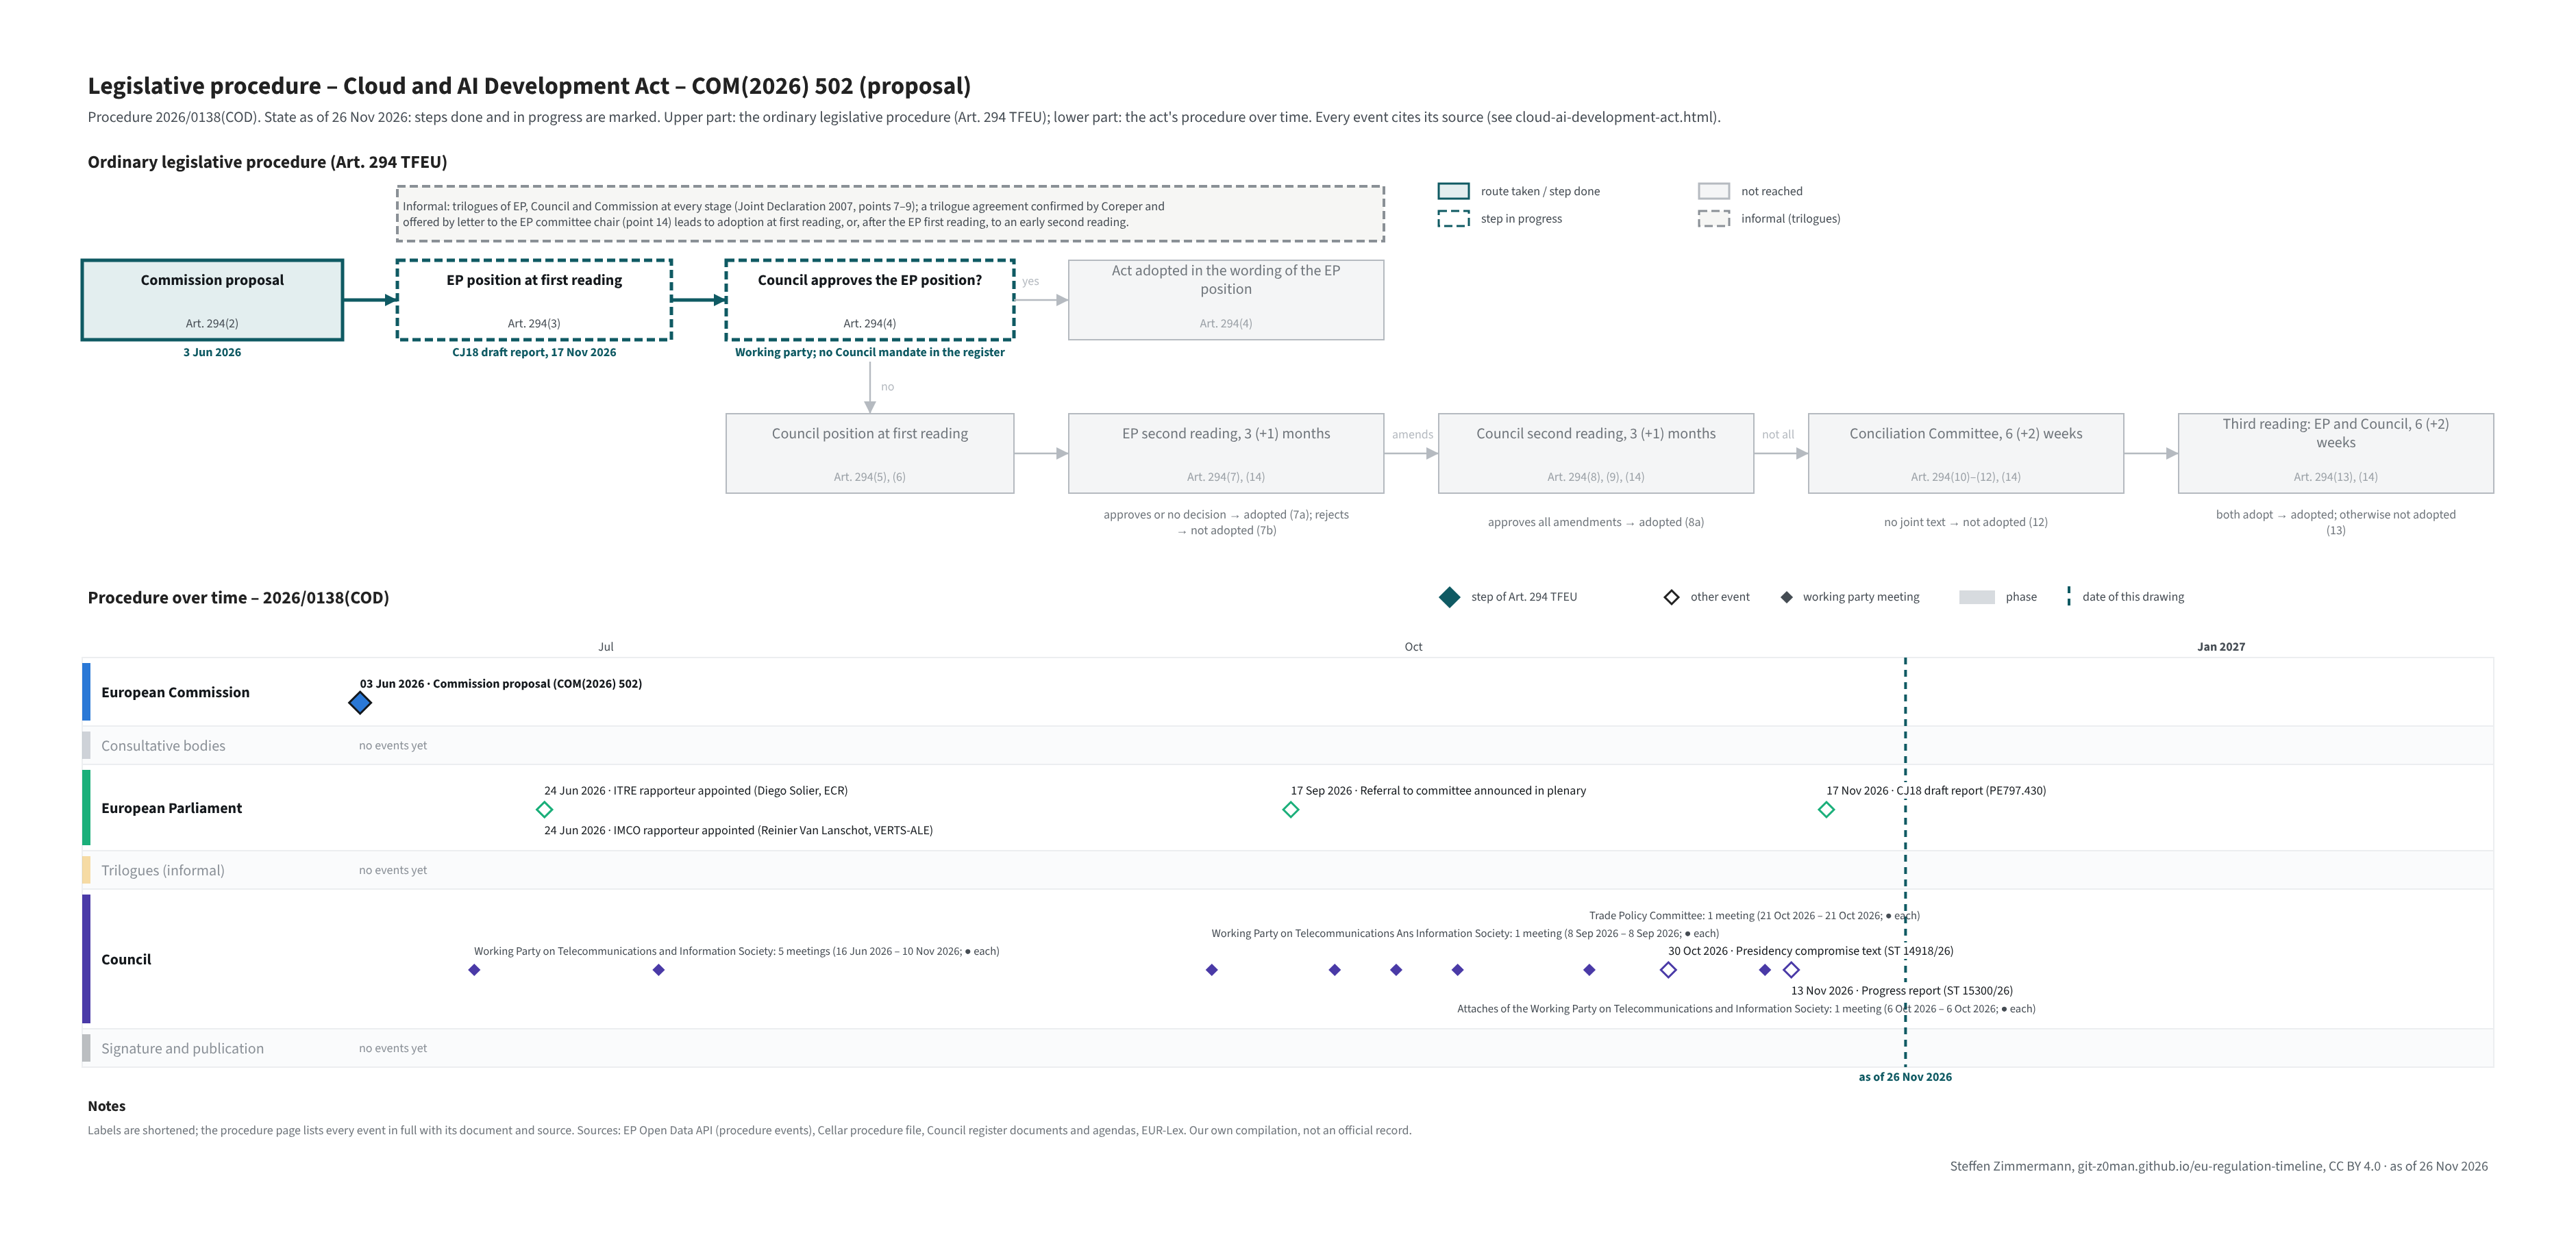 Legislative procedure – Cloud and AI Development Act – COM(2026) 502 (proposal)
Procedure 2026/0138(COD). State as of 26 Nov 2026: steps done and in progress are marked. Upper part: the ordinary legislative procedure (Art. 294 TFEU); lower part: the act's procedure over time. Every event cites its source (see cloud-ai-development-act.html).
Ordinary legislative procedure (Art. 294 TFEU)
Informal: trilogues of EP, Council and Commission at every stage (Joint Declaration 2007, points 7–9); a trilogue agreement confirmed by Coreper and
offered by letter to the EP committee chair (point 14) leads to adoption at first reading, or, after the EP first reading, to an early second reading.
route taken / step done
not reached
step in progress
informal (trilogues)
Commission proposal
Art. 294(2)
3 Jun 2026
EP position at first reading
Art. 294(3)
CJ18 draft report, 17 Nov 2026
Council approves the EP position?
Art. 294(4)
Working party; no Council mandate in the register
yes
Act adopted in the wording of the EP
position
Art. 294(4)
no
Council position at first reading
Art. 294(5), (6)
EP second reading, 3 (+1) months
Art. 294(7), (14)
approves or no decision → adopted (7a); rejects
→ not adopted (7b)
amends
Council second reading, 3 (+1) months
Art. 294(8), (9), (14)
approves all amendments → adopted (8a)
not all
Conciliation Committee, 6 (+2) weeks
Art. 294(10)–(12), (14)
no joint text → not adopted (12)
Third reading: EP and Council, 6 (+2)
weeks
Art. 294(13), (14)
both adopt → adopted; otherwise not adopted
(13)
Procedure over time – 2026/0138(COD)
step of Art. 294 TFEU
other event
working party meeting
phase
date of this drawing
Jul
Oct
Jan 2027
European Commission
03 Jun 2026 · Commission proposal (COM(2026) 502)
Consultative bodies
no events yet
European Parliament
24 Jun 2026 · ITRE rapporteur appointed (Diego Solier, ECR)
24 Jun 2026 · IMCO rapporteur appointed (Reinier Van Lanschot, VERTS-ALE)
17 Sep 2026 · Referral to committee announced in plenary
17 Nov 2026 · CJ18 draft report (PE797.430)
Trilogues (informal)
no events yet
Council
Trade Policy Committee: 1 meeting (21 Oct 2026 – 21 Oct 2026; ● each)
Working Party on Telecommunications Ans Information Society: 1 meeting (8 Sep 2026 – 8 Sep 2026; ● each)
Working Party on Telecommunications and Information Society: 5 meetings (16 Jun 2026 – 10 Nov 2026; ● each)
30 Oct 2026 · Presidency compromise text (ST 14918/26)
13 Nov 2026 · Progress report (ST 15300/26)
Attaches of the Working Party on Telecommunications and Information Society: 1 meeting (6 Oct 2026 – 6 Oct 2026; ● each)
Signature and publication
no events yet
as of 26 Nov 2026
Notes
Labels are shortened; the procedure page lists every event in full with its document and source. Sources: EP Open Data API (procedure events), Cellar procedure file, Council register documents and agendas, EUR-Lex. Our own compilation, not an official record.
Steffen Zimmermann, git-z0man.github.io/eu-regulation-timeline, CC BY 4.0 · as of 26 Nov 2026